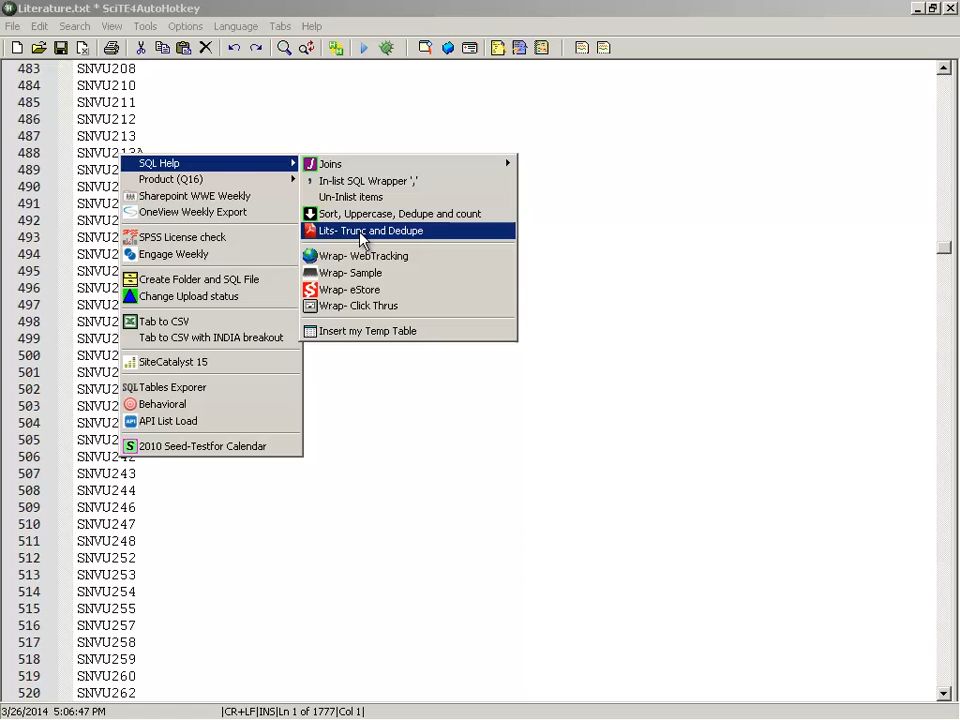 Literature.txt * SciTE4AutoHotkey
File Edit Search View Tools Options Language Tabs Help
483 SNVU208
484 SNVU210
485 SNVU211
486 SNVU212
487 SNVU213
488 SNVU213A
489
490
491
492
493
494
495
496
497
498
499
500
501
502
503
504
505
506
507 SNVU243
508 SNVU244
509 SNVU246
510 SNVU247
511 SNVU248
512 SNVU252
513 SNVU253
514 SNVU254
515 SNVU255
516 SNVU257
517 SNVU258
518 SNVU259
519 SNVU260
520 SNVU262
SQL Help
Product (Q16)
Sharepoint WWE Weekly
OneView Weekly Export
SPSS License check
Engage Weekly
Create Folder and SQL File
Change Upload status
Tab to CSV
Tab to CSV with INDIA breakout
SiteCatalyst 15
SQL Tables Exporer
Behavioral
API List Load
2010 Seed-Testfor Calendar
Joins
In-list SQL Wrapper ','
Un-Inlist items
Sort, Uppercase, Dedupe and count
Lits- Trunc and Dedupe
Wrap- WebTracking
Wrap- Sample
Wrap- eStore
Wrap- Click Thrus
Insert my Temp Table
3/26/2014 5:06:47 PM |CR+LF|INS|Ln 1 of 1777|Col 1|